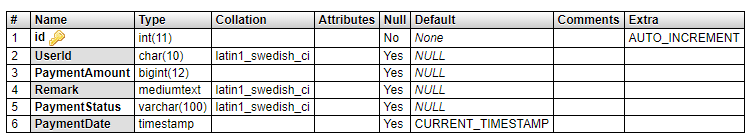 # Name Type Collation Attributes Null Default Comments Extra
1 id int(11) No None AUTO_INCREMENT
2 UserId char(10) latin1_swedish_ci Yes NULL
3 PaymentAmount bigint(12) Yes NULL
4 Remark mediumtext latin1_swedish_ci Yes NULL
5 PaymentStatus varchar(100) latin1_swedish_ci Yes NULL
6 PaymentDate timestamp Yes CURRENT_TIMESTAMP